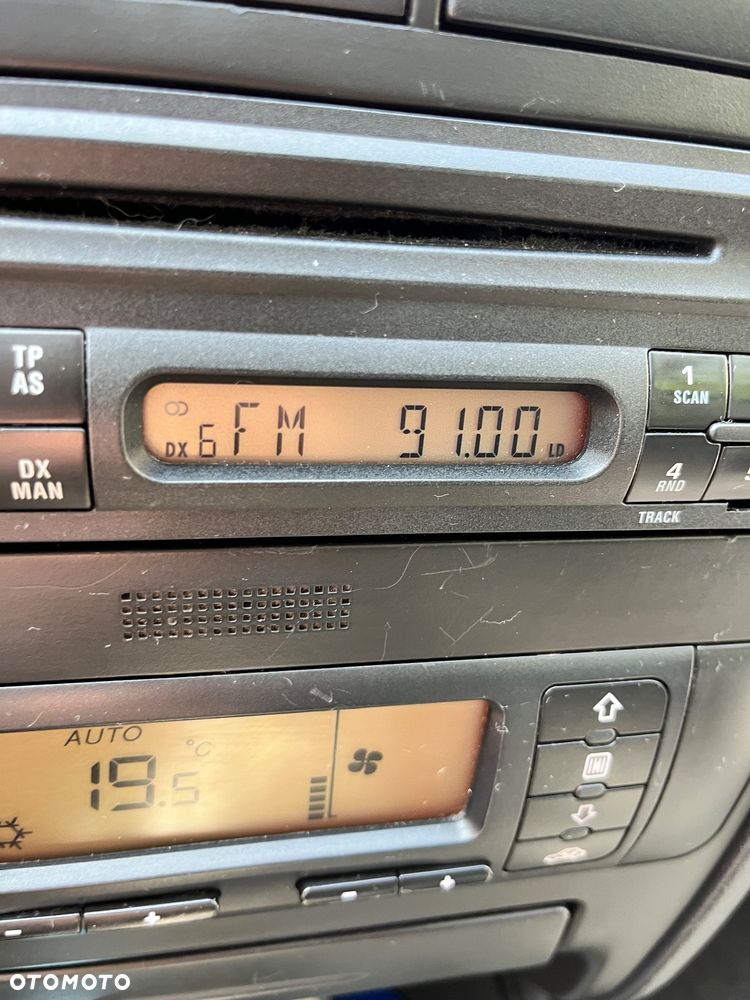 TP
AS
DX
MAN
DX 6 FM 91.00 LD
1
SCAN
4
RND
TRACK
AUTO
19.5 °C
- +
- +
OTOMOTO